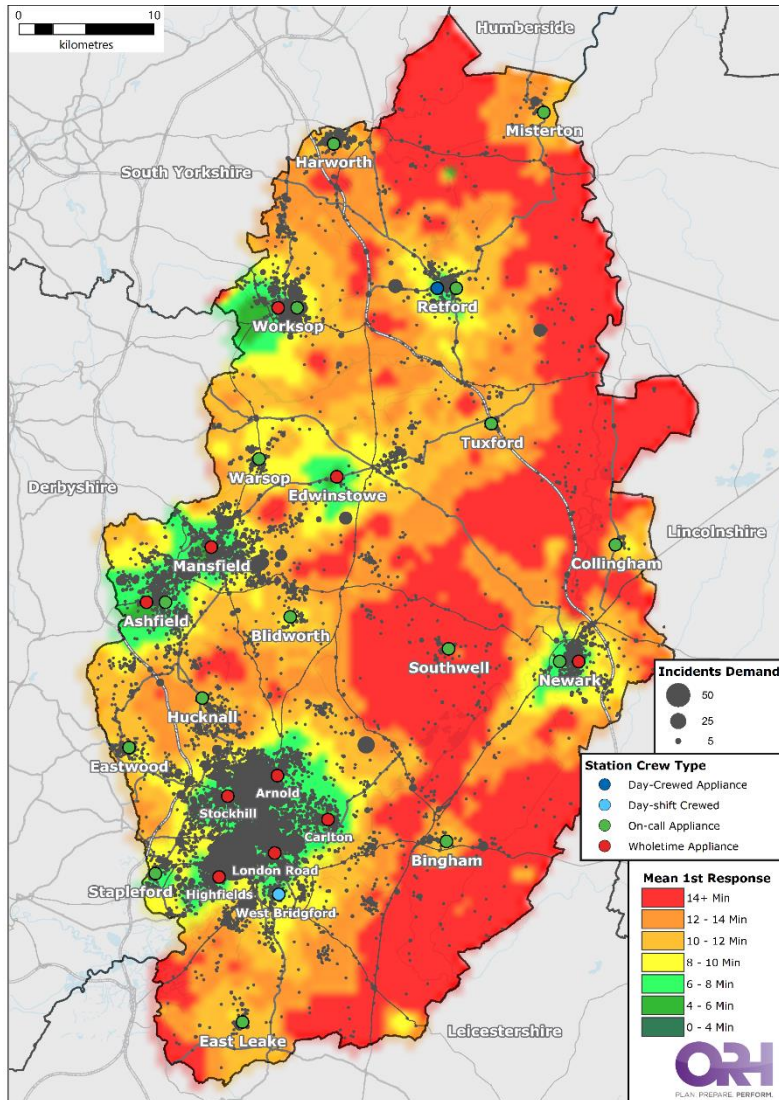 0 10
kilometres
Humberside
Misterton
Harworth
South Yorkshire
Retford
Worksop
Tuxford
Warsop
Edwinstowe
Derbyshire
Lincolnshire
Collingham
Mansfield
Ashfield
Blidworth
Southwell
Newark
Hucknall
Eastwood
Arnold
Stockhill
Carlton
London Road
Bingham
Stapleford
Highfields
West Bridgford
East Leake
Leicestershire
Incidents Demand
50
25
5
Station Crew Type
Day-Crewed Appliance
Day-shift Crewed
On-call Appliance
Wholetime Appliance
Mean 1st Response
14+ Min
12 - 14 Min
10 - 12 Min
8 - 10 Min
6 - 8 Min
4 - 6 Min
0 - 4 Min
ORH
PLAN. PREPARE. PERFORM.